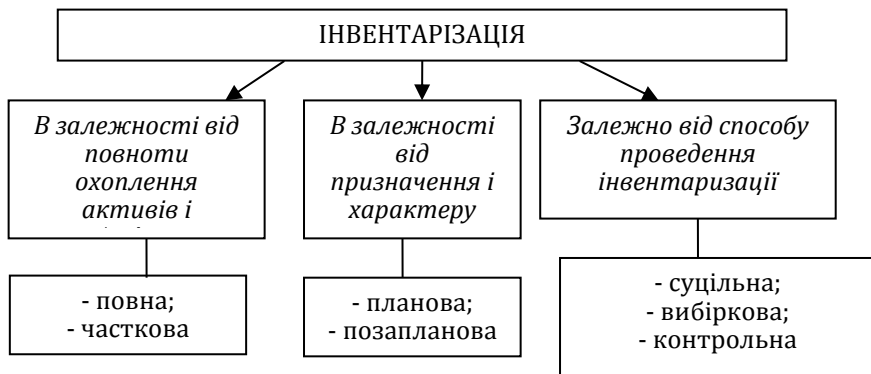 ІНВЕНТАРІЗАЦІЯ
В залежності від
повноти
охоплення
активів і
В залежності
від
призначення і
характеру
Залежно від способу
проведення
інвентаризації
- повна;
- часткова
- планова;
- позапланова
- суцільна;
- вибіркова;
- контрольна